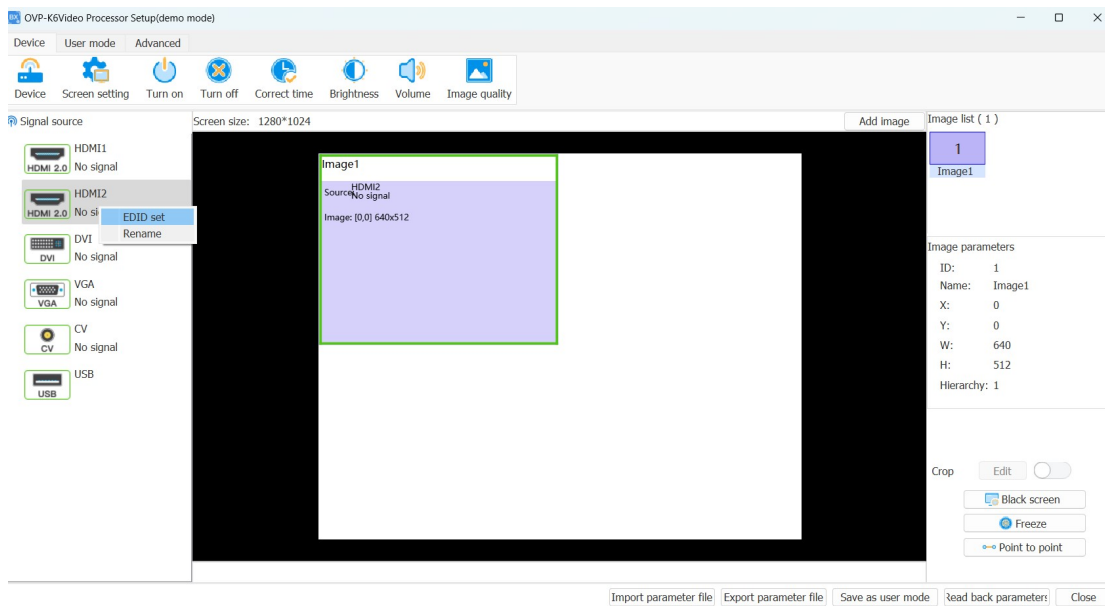 OVP-K6Video Processor Setup(demo mode)
Device User mode Advanced
Device Screen setting Turn on Turn off Correct time Brightness Volume Image quality
Signal source
Screen size: 1280*1024
Add image
Image list ( 1 )
HDMI1
HDMI 2.0 No signal
HDMI2
HDMI 2.0 No si
EDID set
Rename
DVI
DVI No signal
VGA
VGA No signal
CV
CV No signal
USB
USB
Image1
Source HDMI2
No signal
Image: [0,0] 640x512
1
Image1
Image parameters
ID: 1
Name: Image1
X: 0
Y: 0
W: 640
H: 512
Hierarchy: 1
Crop Edit
Black screen
Freeze
Point to point
Import parameter file Export parameter file Save as user mode Read back parameters Close